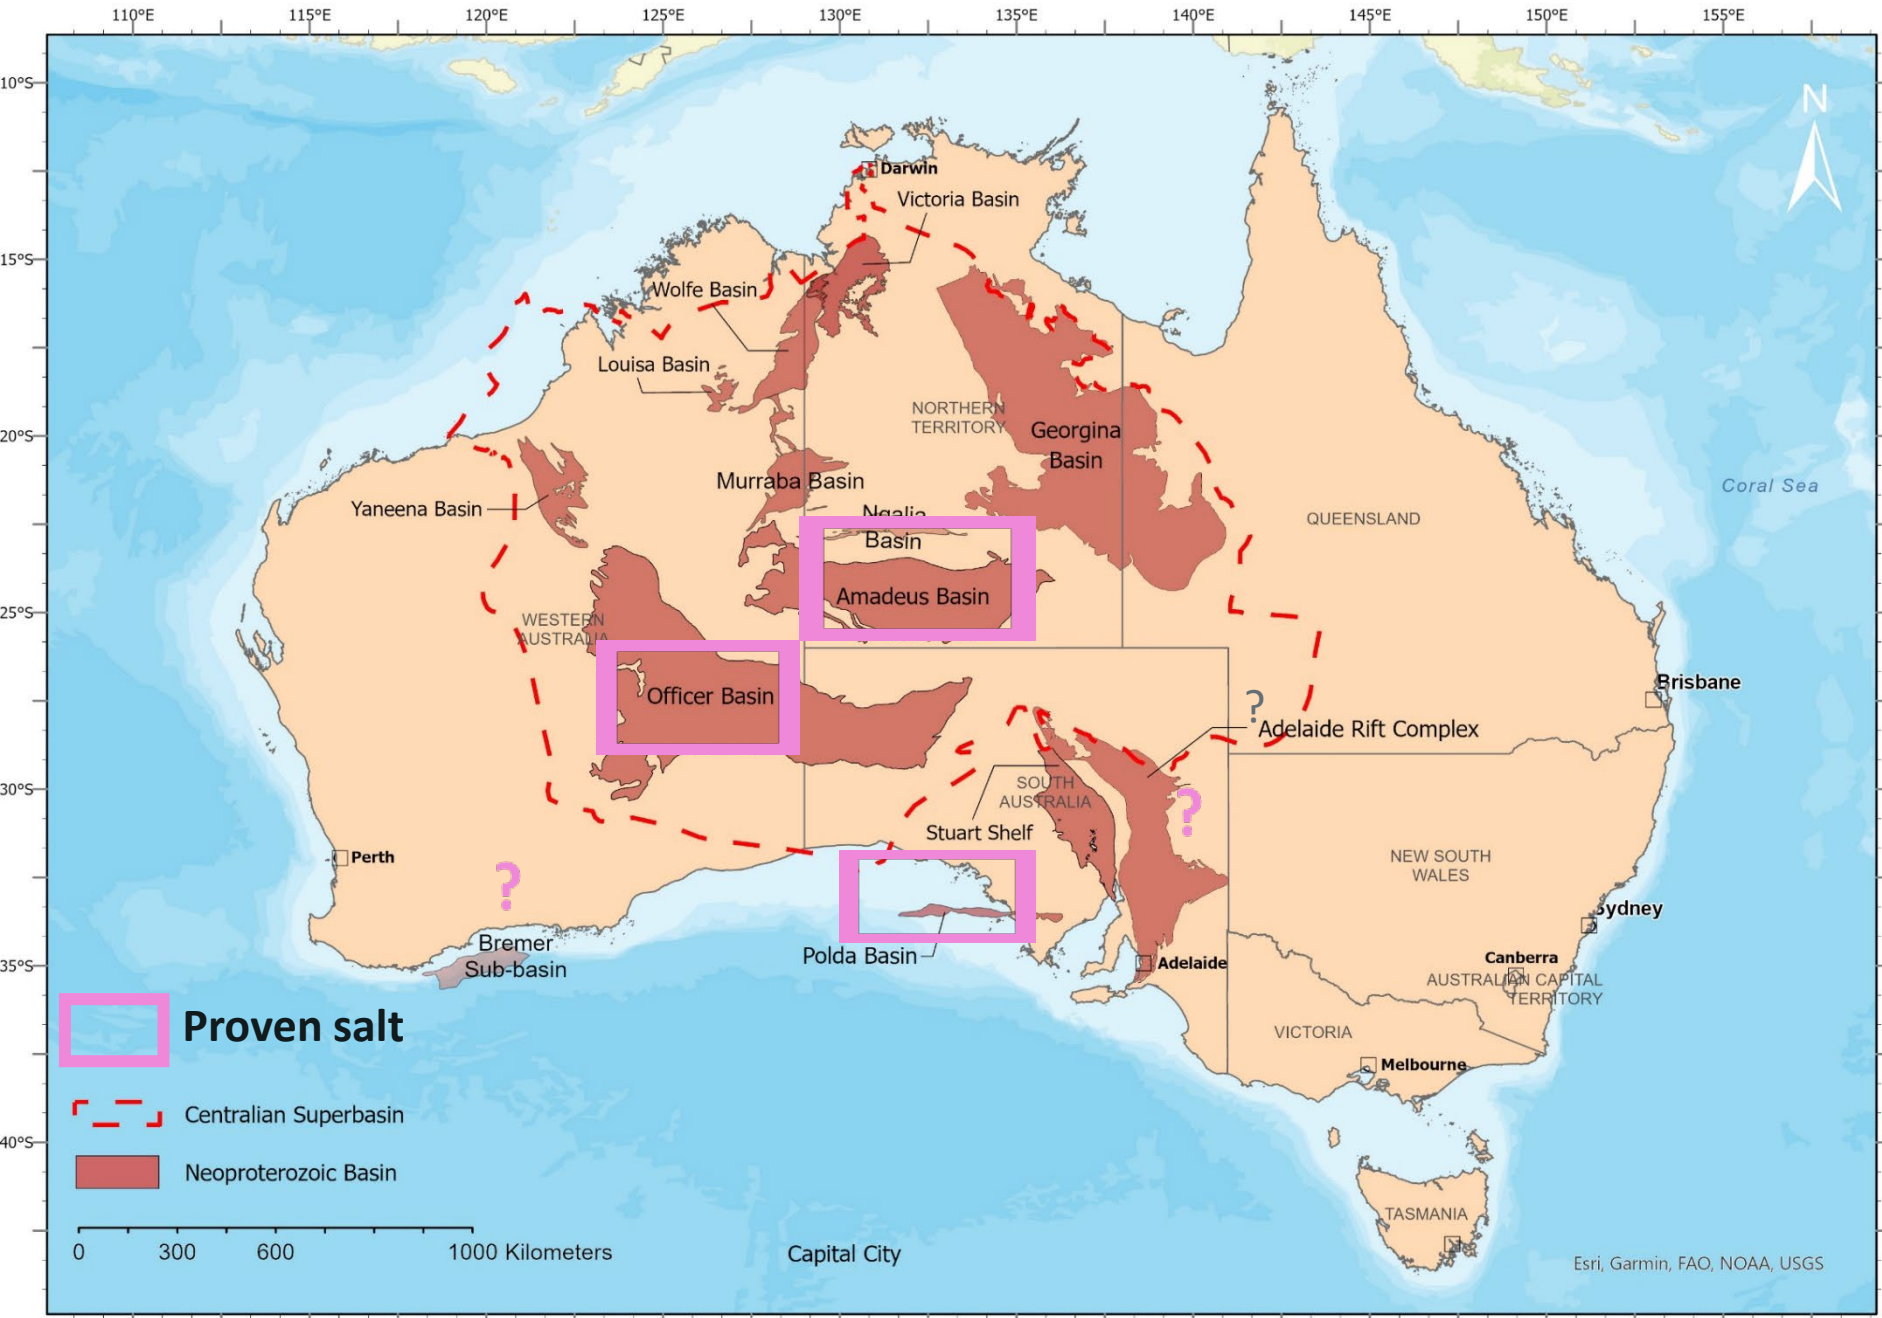 110°E 115°E 120°E 125°E 130°E 135°E 140°E 145°E 150°E 155°E
10°S
15°S
20°S
25°S
30°S
35°S
40°S
N
Darwin
Victoria Basin
Wolfe Basin
Louisa Basin
NORTHERN
TERRITORY
Georgina
Basin
Murraba Basin
Yaneena Basin
Ngalia
Basin
Coral Sea
QUEENSLAND
Amadeus Basin
WESTERN
AUSTRALIA
Officer Basin
Brisbane
?
Adelaide Rift Complex
SOUTH
AUSTRALIA
?
Stuart Shelf
Perth
NEW SOUTH
WALES
?
Sydney
Bremer
Sub-basin
Polda Basin
Adelaide
Canberra
AUSTRALIAN CAPITAL
TERRITORY
VICTORIA
Melbourne
TASMANIA
Proven salt
Centralian Superbasin
Neoproterozoic Basin
0 300 600 1000 Kilometers
Capital City
Esri, Garmin, FAO, NOAA, USGS